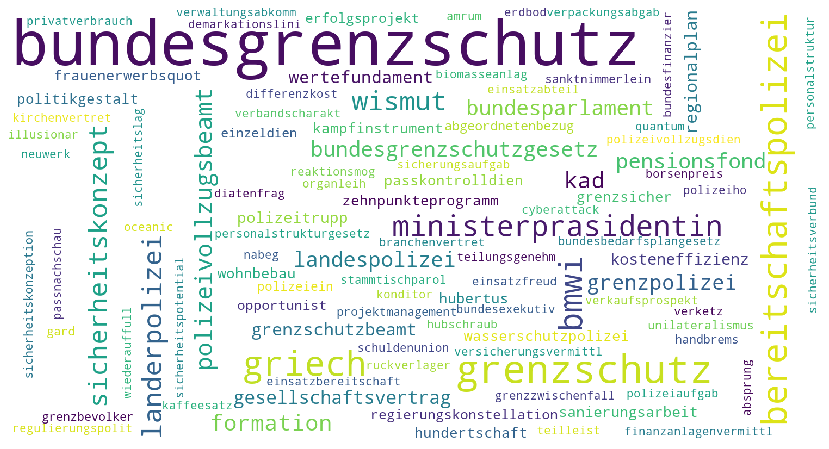 privatverbrauch
verwaltungsabkomm
demarkationslini
erfolgsprojekt
amrum
erdbod
verpackungsabgab
bundesgrenzschutz
bundesfinanzier
regionalplan
personalstruktur
frauenerwerbsquot
wertefundament
biomasseanlag
sanktnimmerlein
politikgestalt
differenzkost
wismut
einsatzabteil
bundesparlament
kirchenvertret
verbandscharakt
illusionar
einzeldien
kampfinstrument
abgeordnetenbezug
quantum
polizeivollzugsdien
neuwerk
bundesgrenzschutzgesetz
pensionsfond
reaktionsmog
sicherungsaufgab
organleih
passkontrolldien
kad
borsenpreis
diatenfrag
zehnpunkteprogramm
grenzsicher
polizeiho
cyberattack
sicherheitslag
sicherheitskonzept
polizeivollzugsbeamt
bereitschaftspolizei
oceanic
polizeitrupp
ministerprasidentin
personalstrukturgesetz
branchenvertret
bundesbedarfsplangesetz
nabeg
landespolizei
teilungsgenehm
kosteneffizienz
wohnbebau
stammtischparol
einsatzfreud
grenzpolizei
polizeiein
konditor
hubertus
bmwi
verkaufsprospekt
opportunist
projektmanagement
bundesexekutiv
verketz
sicherheitskonzeption
passnachschau
landerpolizei
sicherheitspotential
wiederauffull
sicherheitsverbund
gard
grenzschutzbeamt
hubschraub
wasserschutzpolizei
unilateralismus
handbrems
schuldenunion
versicherungsvermittl
griech
ruckverlager
grenzschutz
absprung
einsatzbereitschaft
grenzzwischenfall
polizeiaufgab
kaffeesatz
gesellschaftsvertrag
grenzbevolker
regierungskonstellation
sanierungsarbeit
regulierungspolit
formation
hundertschaft
teilleist
finanzanlagenvermittl